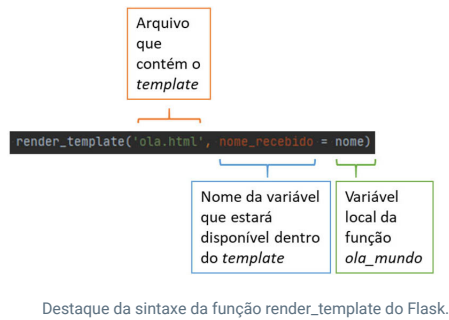 Arquivo
que
contém o
template
render_template('ola.html', nome_recebido = nome)
Nome da variável
que estará
disponível dentro
do template
Variável
local da
função
ola_mundo
Destaque da sintaxe da função render_template do Flask.